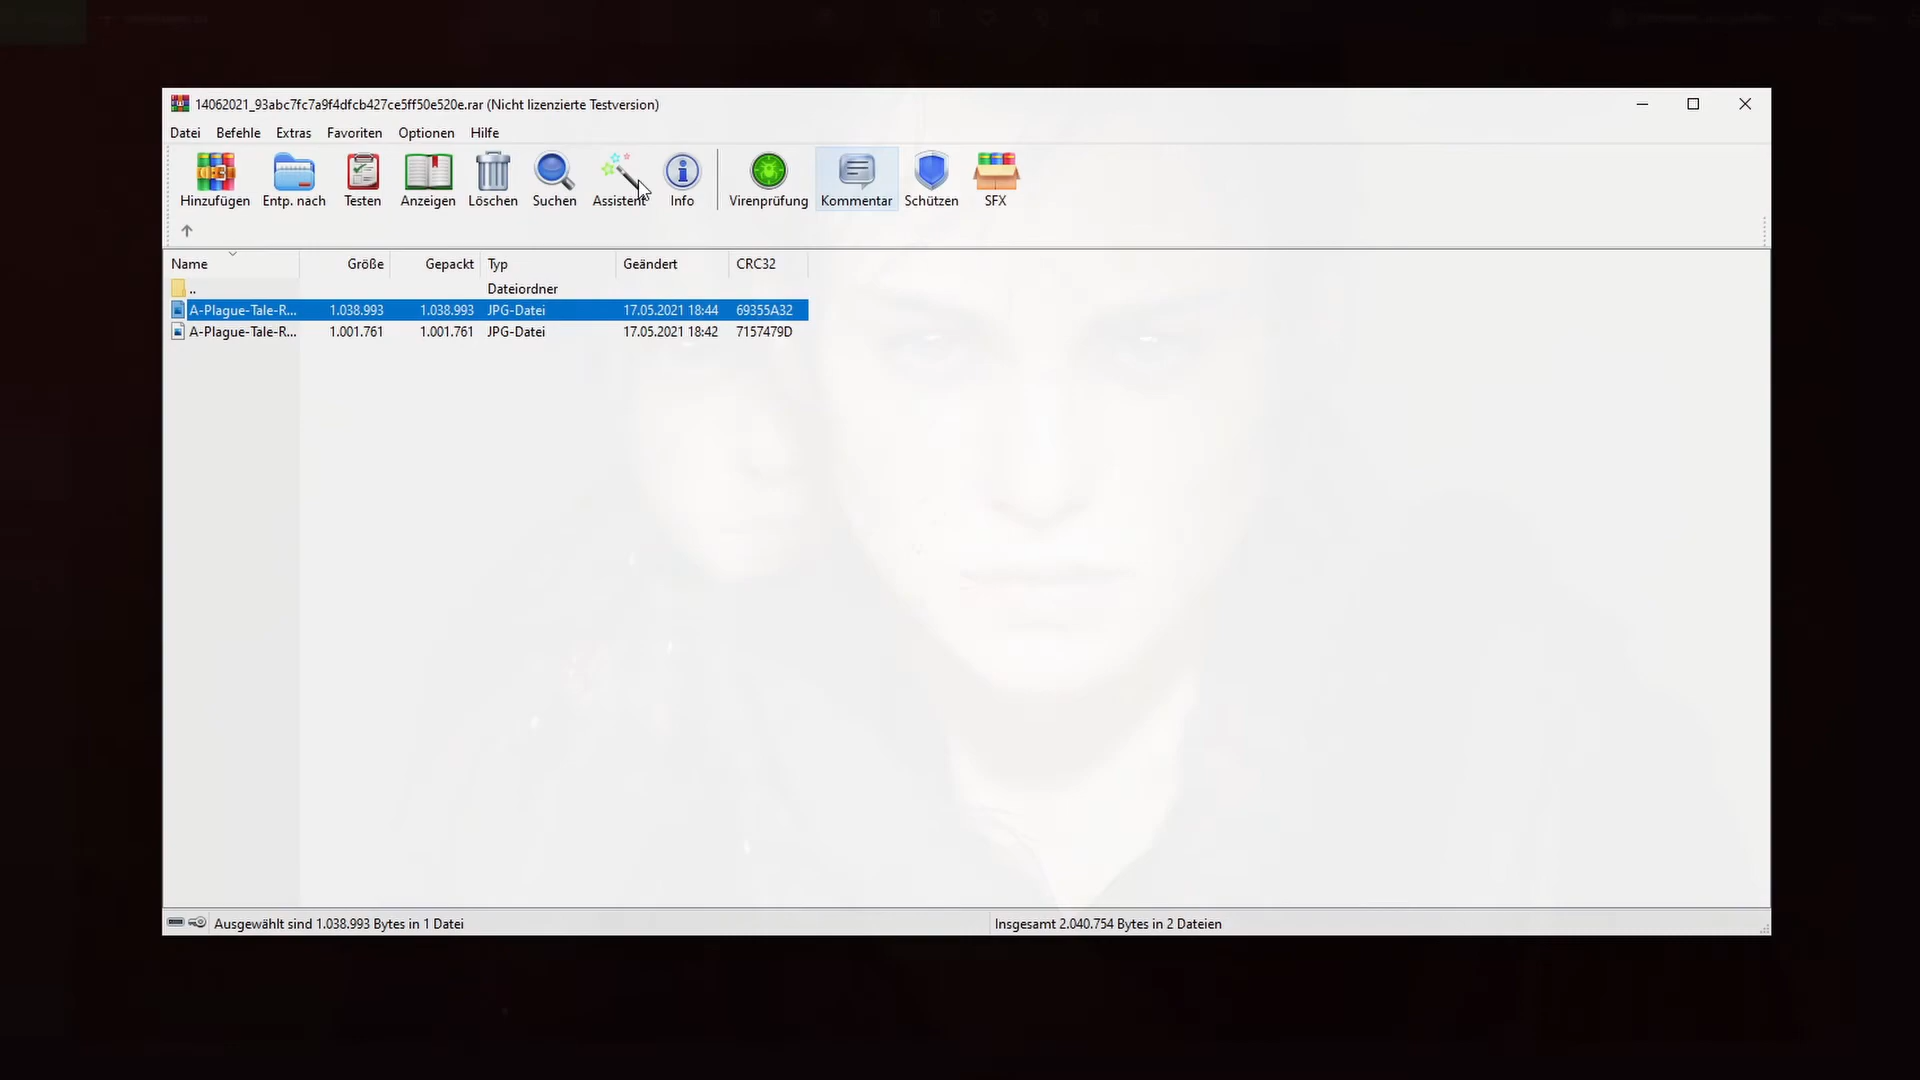 14062021_93abc7fc7a9f4dfcb427ce5ff50e520e.rar (Nicht lizenzierte Testversion)
Datei Befehle Extras Favoriten Optionen Hilfe
Hinzufügen Entp. nach Testen Anzeigen Löschen Suchen Assistent Info Virenprüfung Kommentar Schützen SFX
Name Größe Gepackt Typ Geändert CRC32
.. Dateiordner
A-Plague-Tale-R... 1.038.993 1.038.993 JPG-Datei 17.05.2021 18:44 69355A32
A-Plague-Tale-R... 1.001.761 1.001.761 JPG-Datei 17.05.2021 18:42 7157479D
Ausgewählt sind 1.038.993 Bytes in 1 Datei Insgesamt 2.040.754 Bytes in 2 Dateien